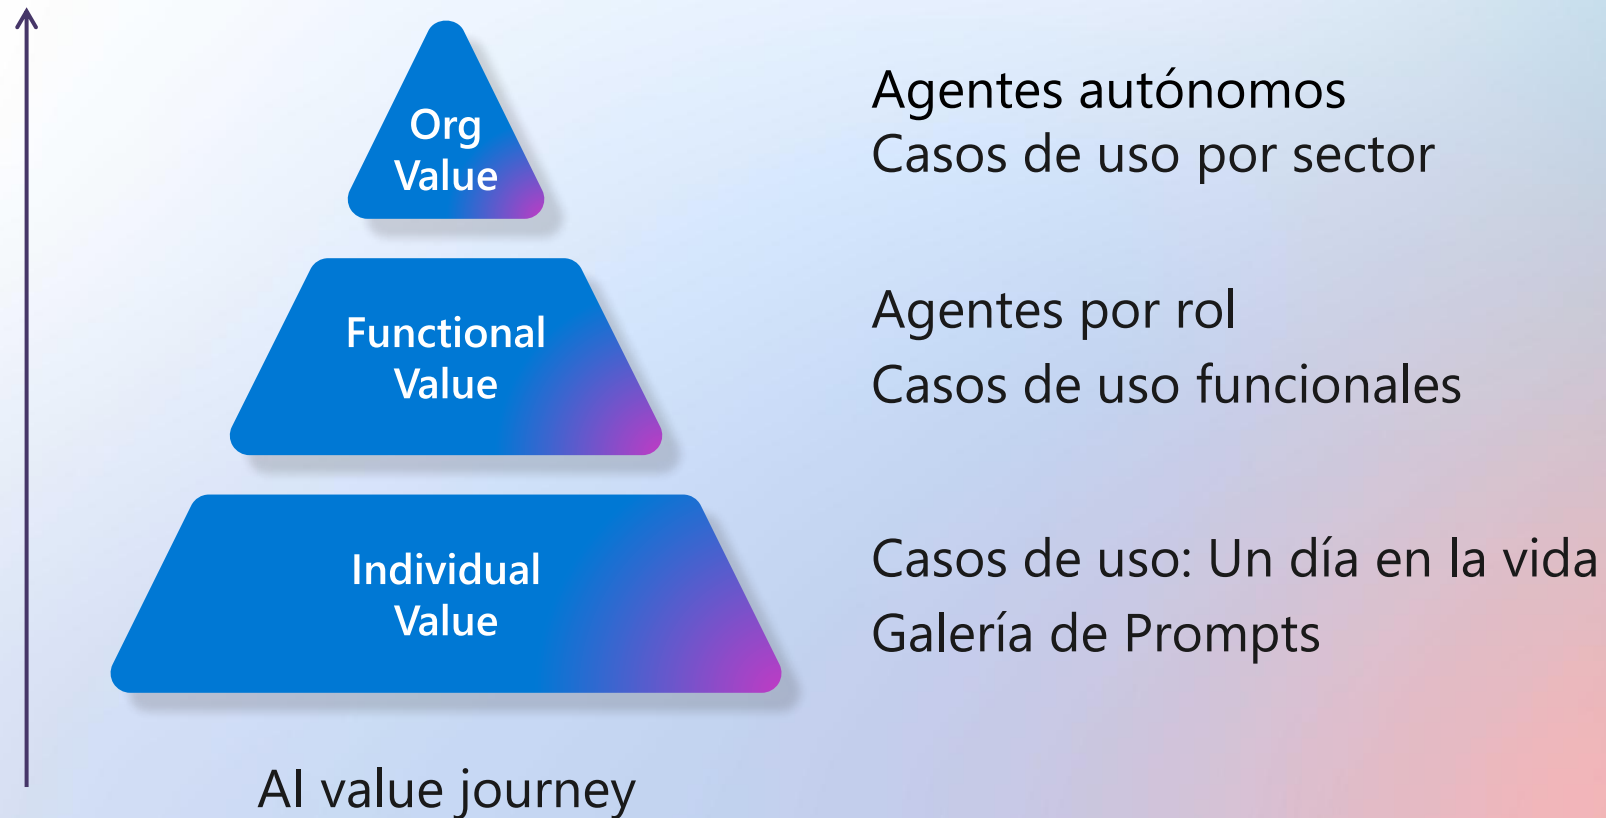 Org
Value
Agentes autónomos
Casos de uso por sector
Functional
Value
Agentes por rol
Casos de uso funcionales
Individual
Value
Casos de uso: Un día en la vida
Galería de Prompts
AI value journey